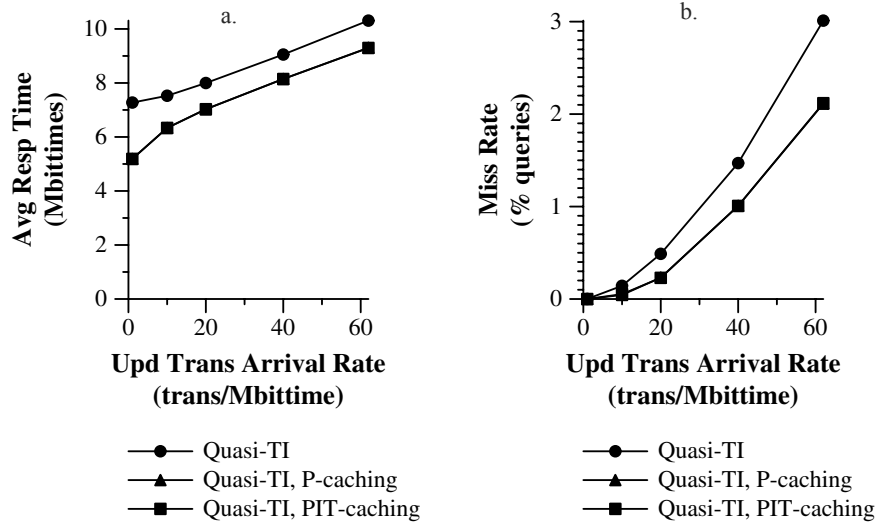 a.
Avg Resp Time
(Mbittimes)
10
8
6
4
2
0
0 20 40 60
Upd Trans Arrival Rate
(trans/Mbittime)
Quasi-TI
Quasi-TI, P-caching
Quasi-TI, PIT-caching
b.
Miss Rate
(% queries)
3
2
1
0
0 20 40 60
Upd Trans Arrival Rate
(trans/Mbittime)
Quasi-TI
Quasi-TI, P-caching
Quasi-TI, PIT-caching